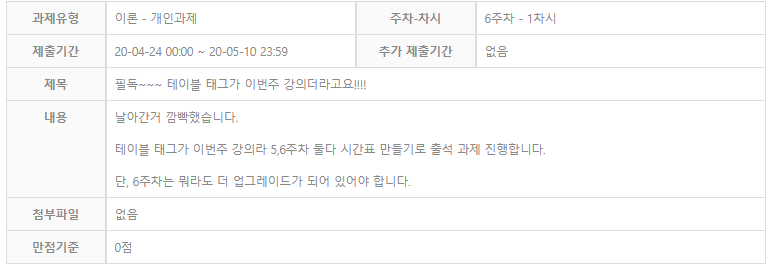 과제유형 이론 - 개인과제 주차-차시 6주차 - 1차시
제출기간 20-04-24 00:00 ~ 20-05-10 23:59 추가 제출기간 없음
제목 필독~~~ 테이블 태그가 이번주 강의더라고요!!!!
내용 날아간거 깜빡했습니다.
테이블 태그가 이번주 강의라 5,6주차 둘다 시간표 만들기로 출석 과제 진행합니다.
단, 6주차는 뭐라도 더 업그레이드가 되어 있어야 합니다.
첨부파일 없음
만점기준 0점